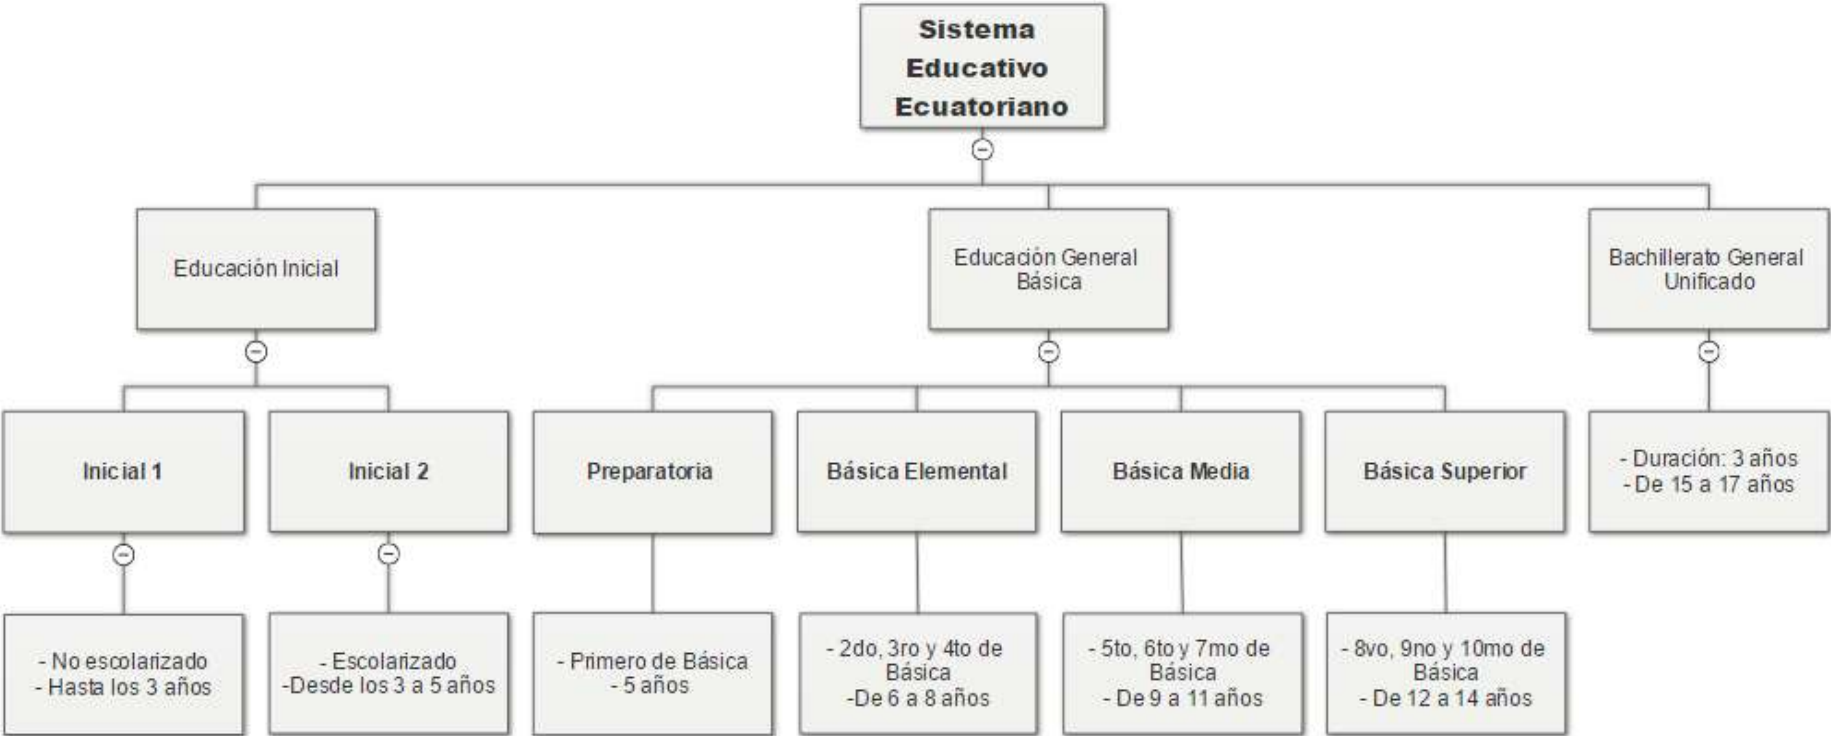 Sistema
Educativo
Ecuatoriano
Educación Inicial
Educación General
Básica
Bachillerato General
Unificado
Inicial 1
Inicial 2
Preparatoria
Básica Elemental
Básica Media
Básica Superior
- Duración: 3 años
- De 15 a 17 años
- No escolarizado
- Hasta los 3 años
- Escolarizado
-Desde los 3 a 5 años
- Primero de Básica
- 5 años
- 2do, 3ro y 4to de
Básica
-De 6 a 8 años
- 5to, 6to y 7mo de
Básica
- De 9 a 11 años
- 8vo, 9no y 10mo de
Básica
- De 12 a 14 años